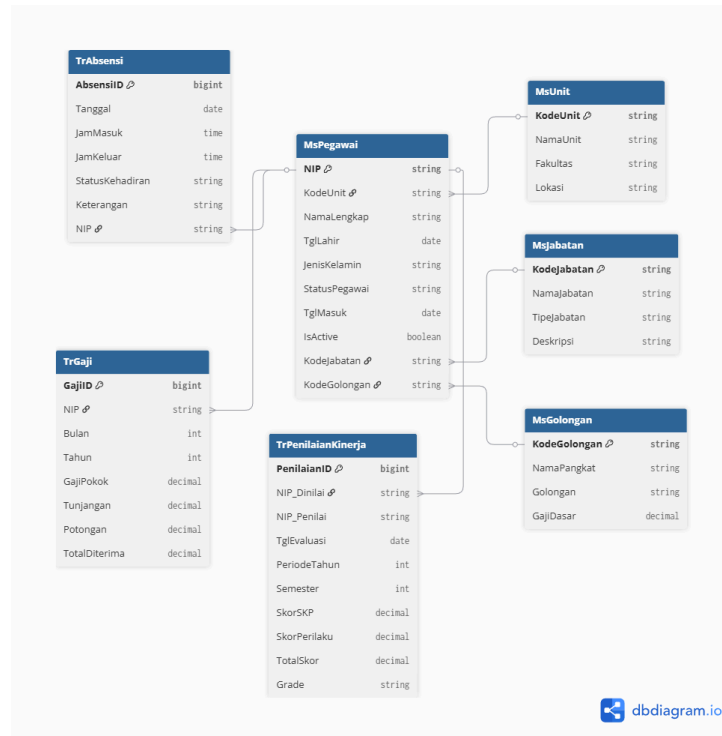 TrAbsensi
AbsensiID bigint
Tanggal date
JamMasuk time
JamKeluar time
StatusKehadiran string
Keterangan string
NIP string
MsPegawai
NIP string
KodeUnit string
NamaLengkap string
TglLahir date
JenisKelamin string
StatusPegawai string
TglMasuk date
IsActive boolean
KodeJabatan string
KodeGolongan string
MsUnit
KodeUnit string
NamaUnit string
Fakultas string
Lokasi string
MsJabatan
KodeJabatan string
NamaJabatan string
TipeJabatan string
Deskripsi string
TrGaji
GajiID bigint
NIP string
Bulan int
Tahun int
GajiPokok decimal
Tunjangan decimal
Potongan decimal
TotalDiterima decimal
TrPenilaianKinerja
PenilaianID bigint
NIP_Dinilai string
NIP_Penilai string
TglEvaluasi date
PeriodeTahun int
Semester int
SkorSKP decimal
SkorPerilaku decimal
TotalSkor decimal
Grade string
MsGolongan
KodeGolongan string
NamaPangkat string
Golongan string
GajiDasar decimal
dbdiagram.io